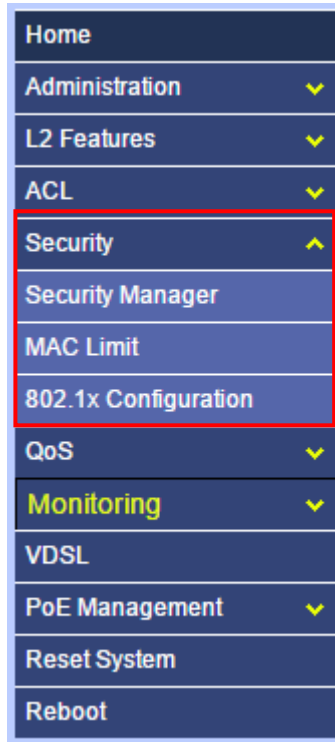 Home
Administration
L2 Features
ACL
Security
Security Manager
MAC Limit
802.1x Configuration
QoS
Monitoring
VDSL
PoE Management
Reset System
Reboot